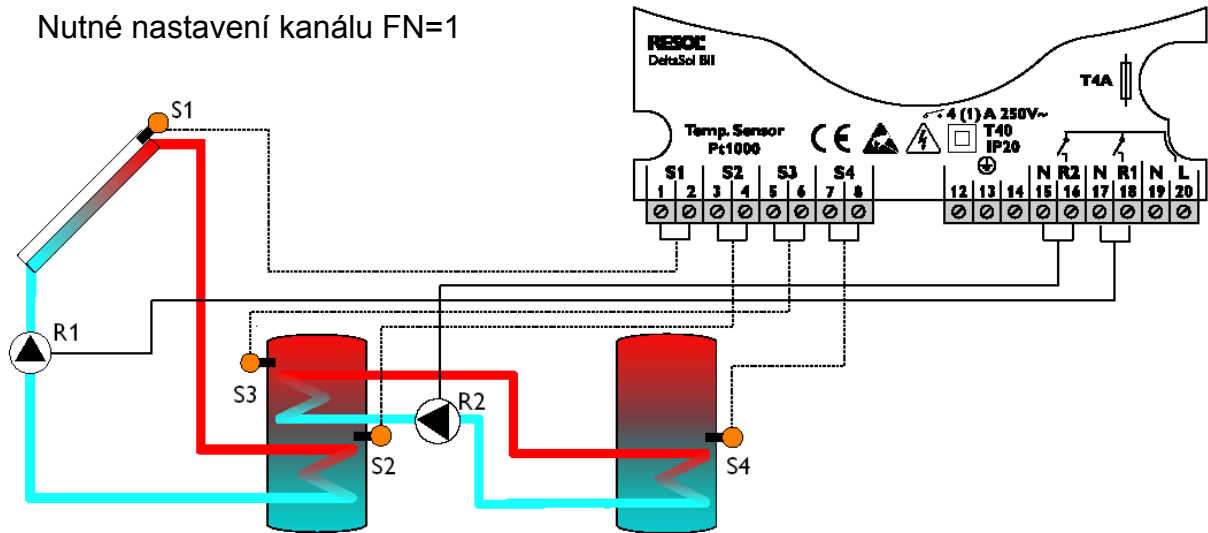 Nutné nastavení kanálu FN=1
RESOL
DeltaSol BII
T4A
4 (1) A 250V~
Temp. Sensor
Pt1000
CE
T40
IP20
S1 S2 S3 S4
N R2 N R1 N L
1 2 3 4 5 6 7 8
12 13 14 15 16 17 18 19 20
S1
R1
S3
R2
S2
S4